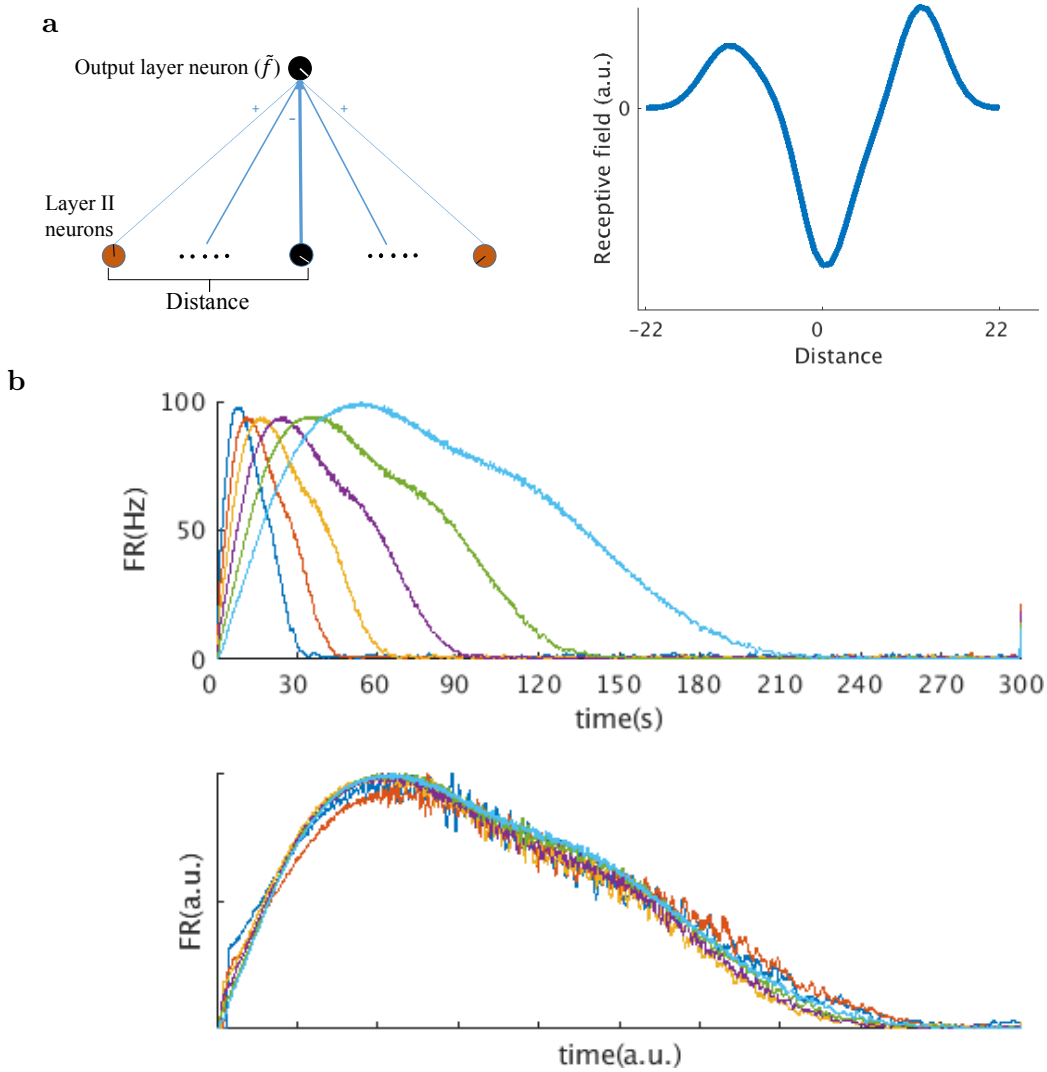 a
Output layer neuron (f̃)
+
−
+
Layer II
neurons
Distance
Receptive field (a.u.)
0
−22
0
22
Distance
b
FR(Hz)
100
50
0
0 30 60 90 120 150 180 210 240 270 300
time(s)
FR(a.u.)
time(a.u.)